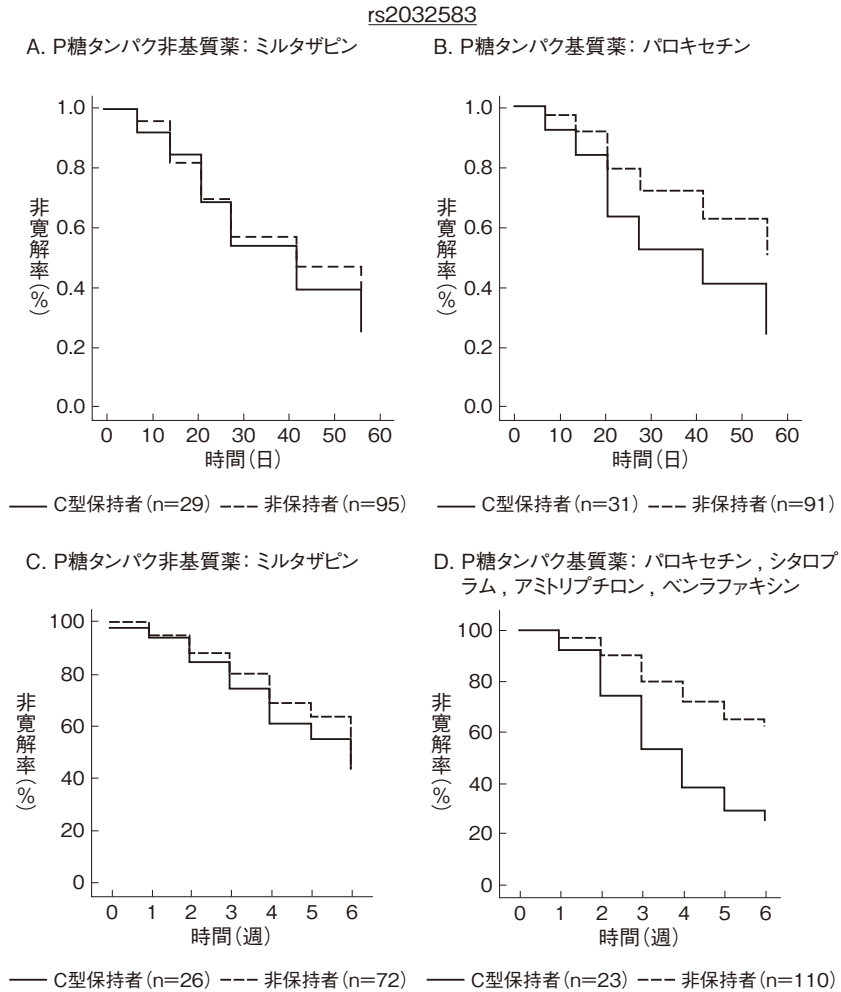 rs2032583
A. P糖タンパク非基質薬：ミルタザピン
1.0
0.8
0.6
0.4
0.2
0.0
非寛解率(%)
0 10 20 30 40 50 60
時間(日)
C型保持者(n=29) 非保持者(n=95)
B. P糖タンパク基質薬：パロキセチン
1.0
0.8
0.6
0.4
0.2
0.0
非寛解率(%)
0 10 20 30 40 50 60
時間(日)
C型保持者(n=31) 非保持者(n=91)
C. P糖タンパク非基質薬：ミルタザピン
100
80
60
40
20
0
非寛解率(%)
0 1 2 3 4 5 6
時間(週)
C型保持者(n=26) 非保持者(n=72)
D. P糖タンパク基質薬：パロキセチン，シタロプ
ラム，アミトリプチロン，ベンラファキシン
100
80
60
40
20
0
非寛解率(%)
0 1 2 3 4 5 6
時間(週)
C型保持者(n=23) 非保持者(n=110)